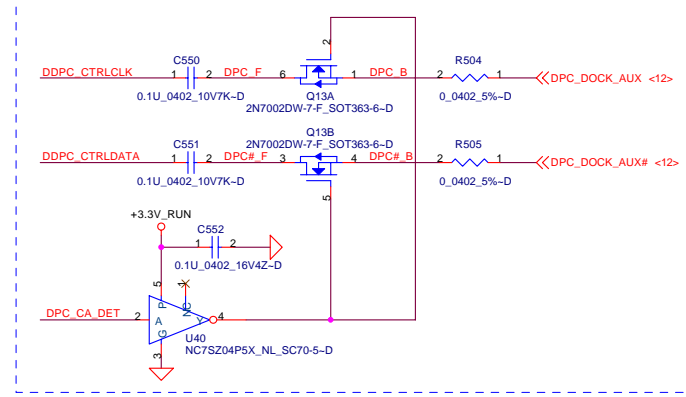 2
C550
R504
DDPC_CTRLCLK 1 2 DPC_F 6 1 DPC_B 2 1 DPC_DOCK_AUX <12>
0.1U_0402_10V7K~D Q13A 0_0402_5%~D
2N7002DW-7-F_SOT363-6~D
Q13B
C551 2N7002DW-7-F_SOT363-6~D R505
DDPC_CTRLDATA 1 2 DPC#_F 3 4 DPC#_B 2 1 DPC_DOCK_AUX# <12>
0.1U_0402_10V7K~D 0_0402_5%~D
5
+3.3V_RUN
C552
1 2
0.1U_0402_16V4Z~D
5 1
P NC
DPC_CA_DET 2 A Y 4
G
3
U40
NC7SZ04P5X_NL_SC70-5~D